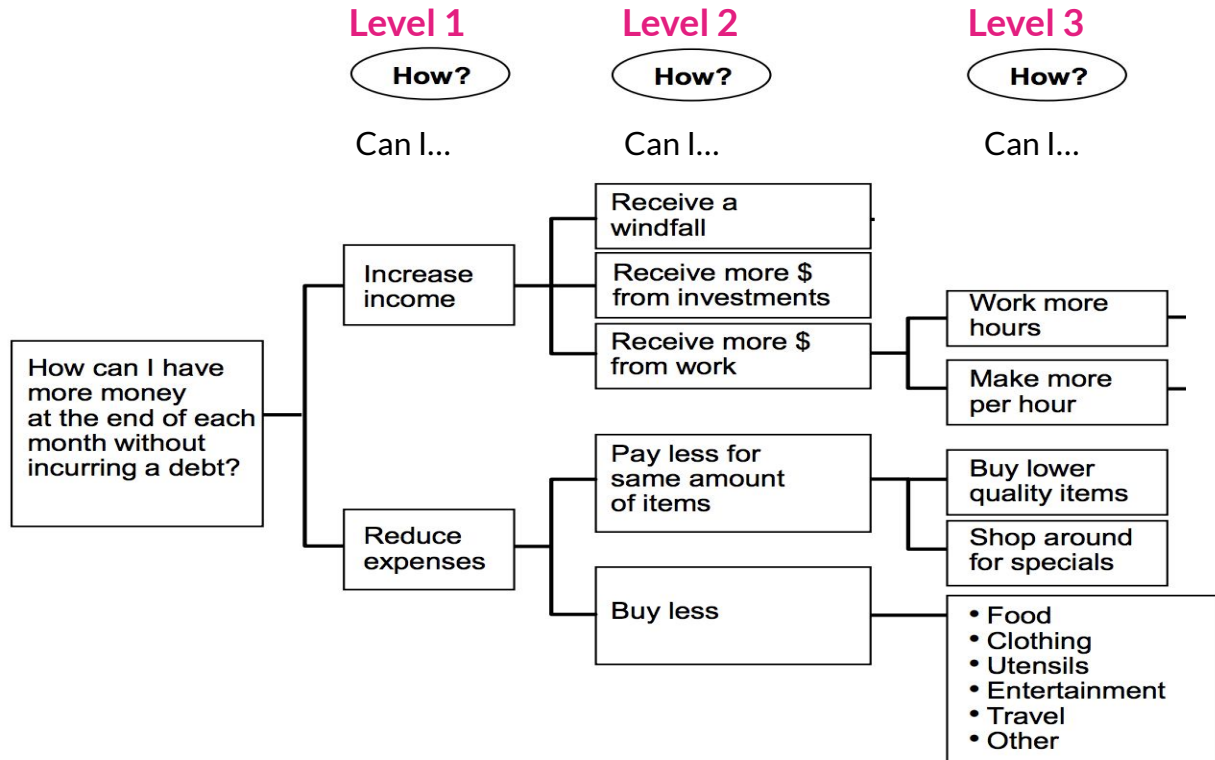 Level 1
Level 2
Level 3
How?
How?
How?
Can I...
Can I...
Can I...
How can I have
more money
at the end of each
month without
incurring a debt?
Increase
income
Reduce
expenses
Receive a
windfall
Receive more $
from investments
Receive more $
from work
Pay less for
same amount
of items
Buy less
Work more
hours
Make more
per hour
Buy lower
quality items
Shop around
for specials
• Food
• Clothing
• Utensils
• Entertainment
• Travel
• Other